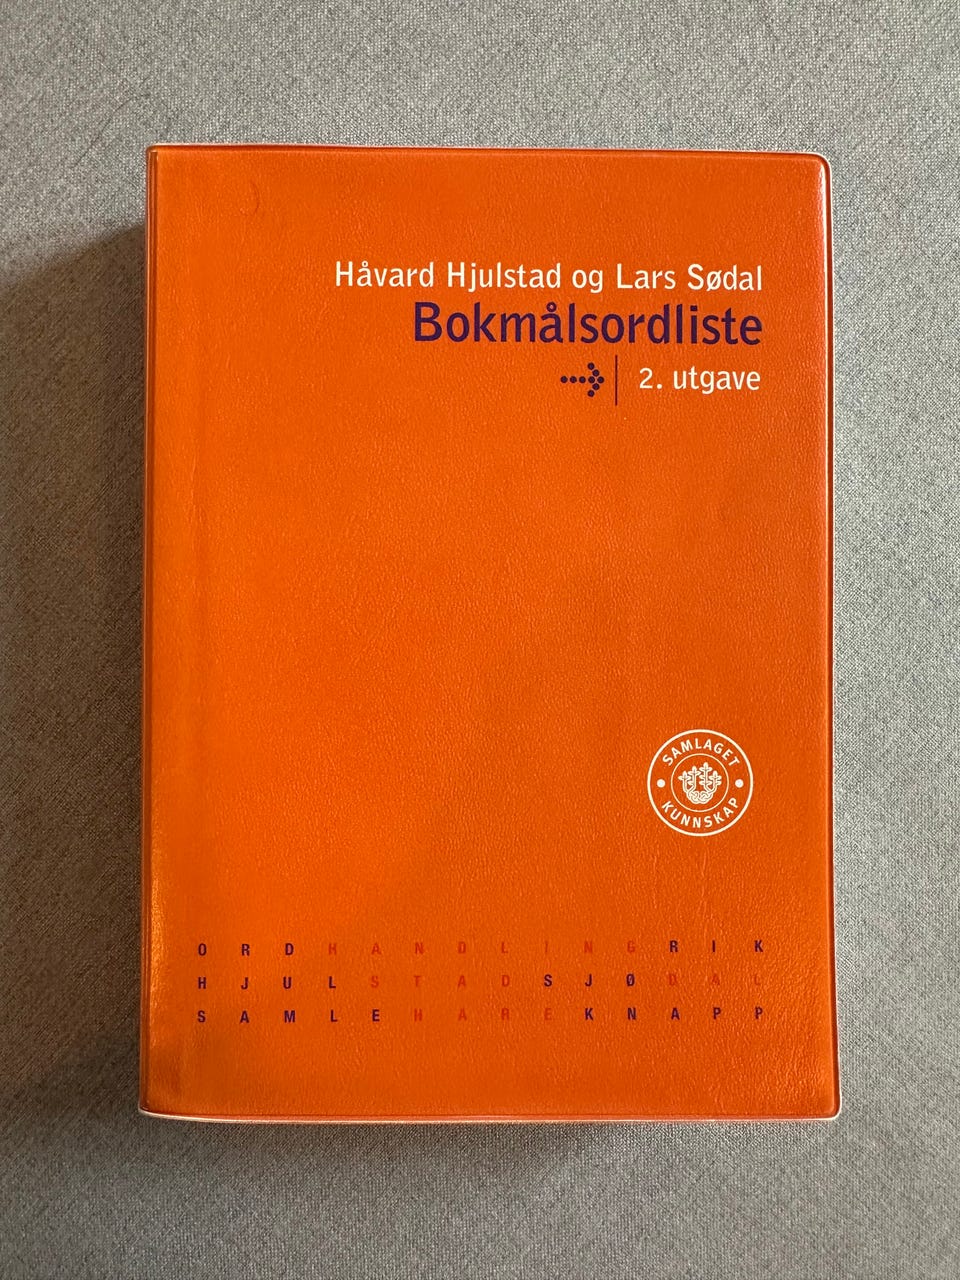 Håvard Hjulstad og Lars Sødal
Bokmålsordliste
2. utgave
SAMLAGET
KUNNSKAP
ORDHANDLINGRIK
HJULSTADSJØDAL
SAMLEHAREKNAPP